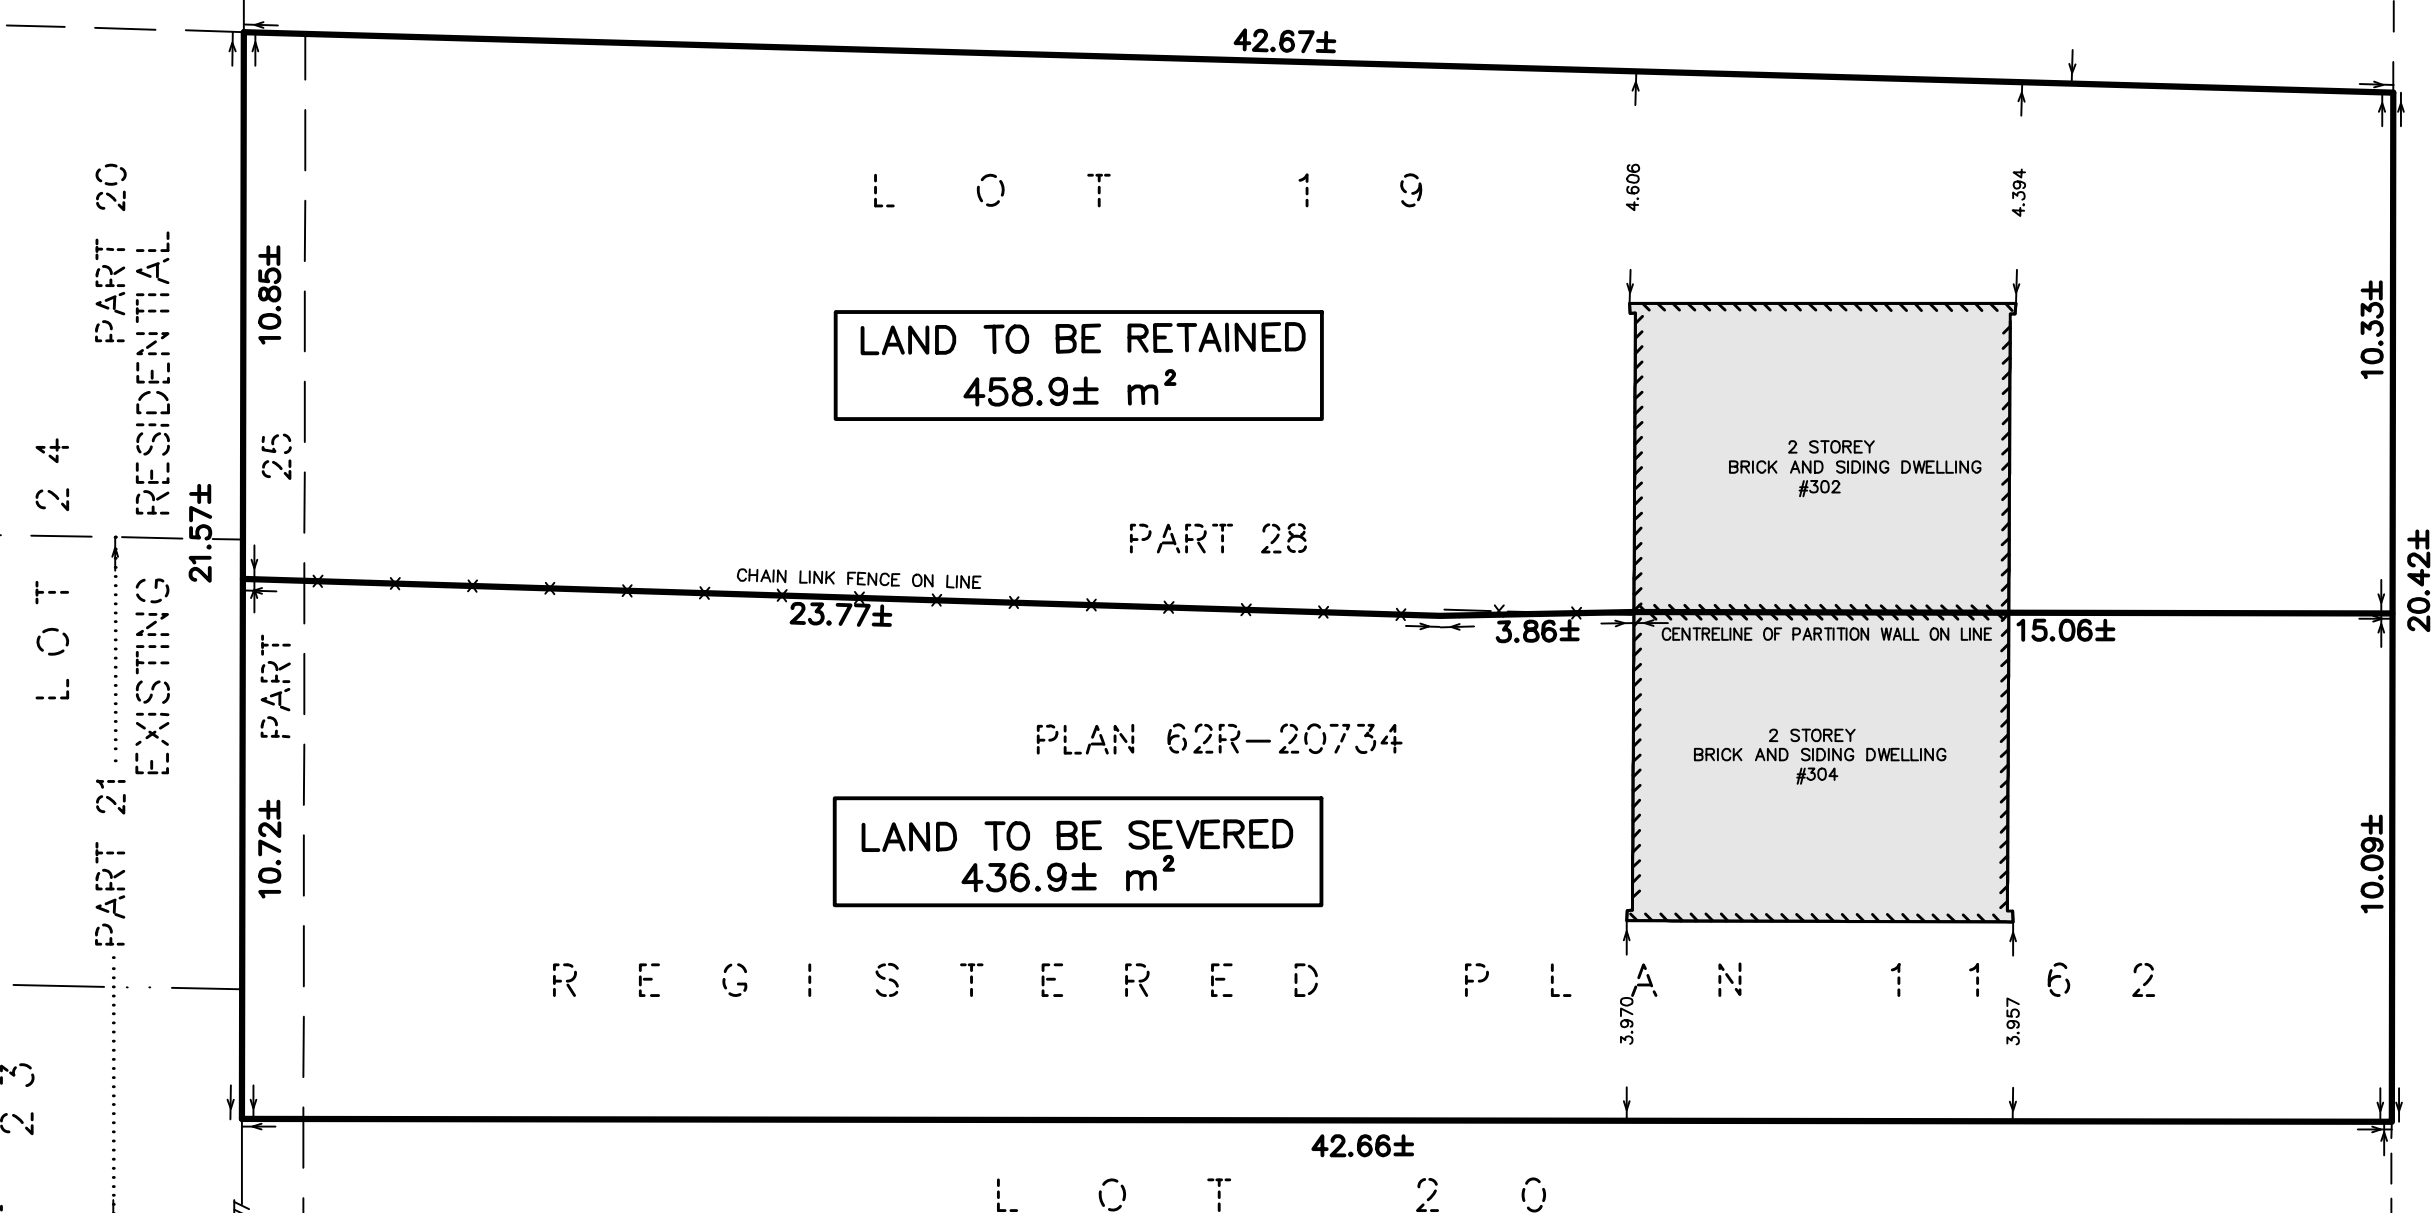 42.67±
LOT 19
4.606
4.394
PART 20
EXISTING RESIDENTIAL
LOT 24
21.57±
10.85±
PART 25
10.72±
PART 21
LAND TO BE RETAINED
458.9± m²
10.33±
2 STOREY
BRICK AND SIDING DWELLING
#302
PART 28
CHAIN LINK FENCE ON LINE
23.77±
3.86±
CENTRELINE OF PARTITION WALL ON LINE
15.06±
20.42±
PLAN 62R-20734
2 STOREY
BRICK AND SIDING DWELLING
#304
LAND TO BE SEVERED
436.9± m²
10.09±
REGISTERED PLAN 1162
3.970
3.957
23
42.66±
LOT 20